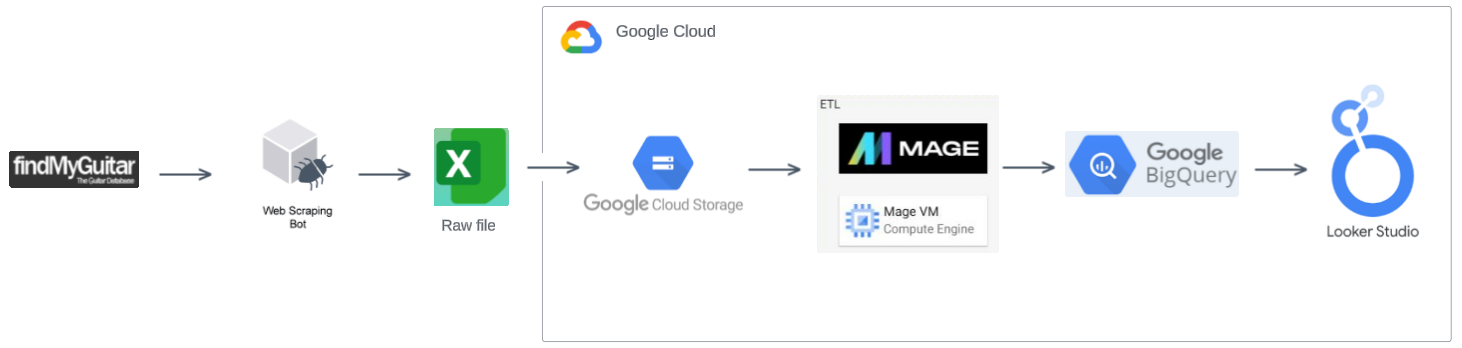 Google Cloud
findMyGuitar
The Guitar Database
Web Scraping
Bot
X
Raw file
Google Cloud Storage
ETL
MAGE
Mage VM
Compute Engine
Google
BigQuery
Looker Studio